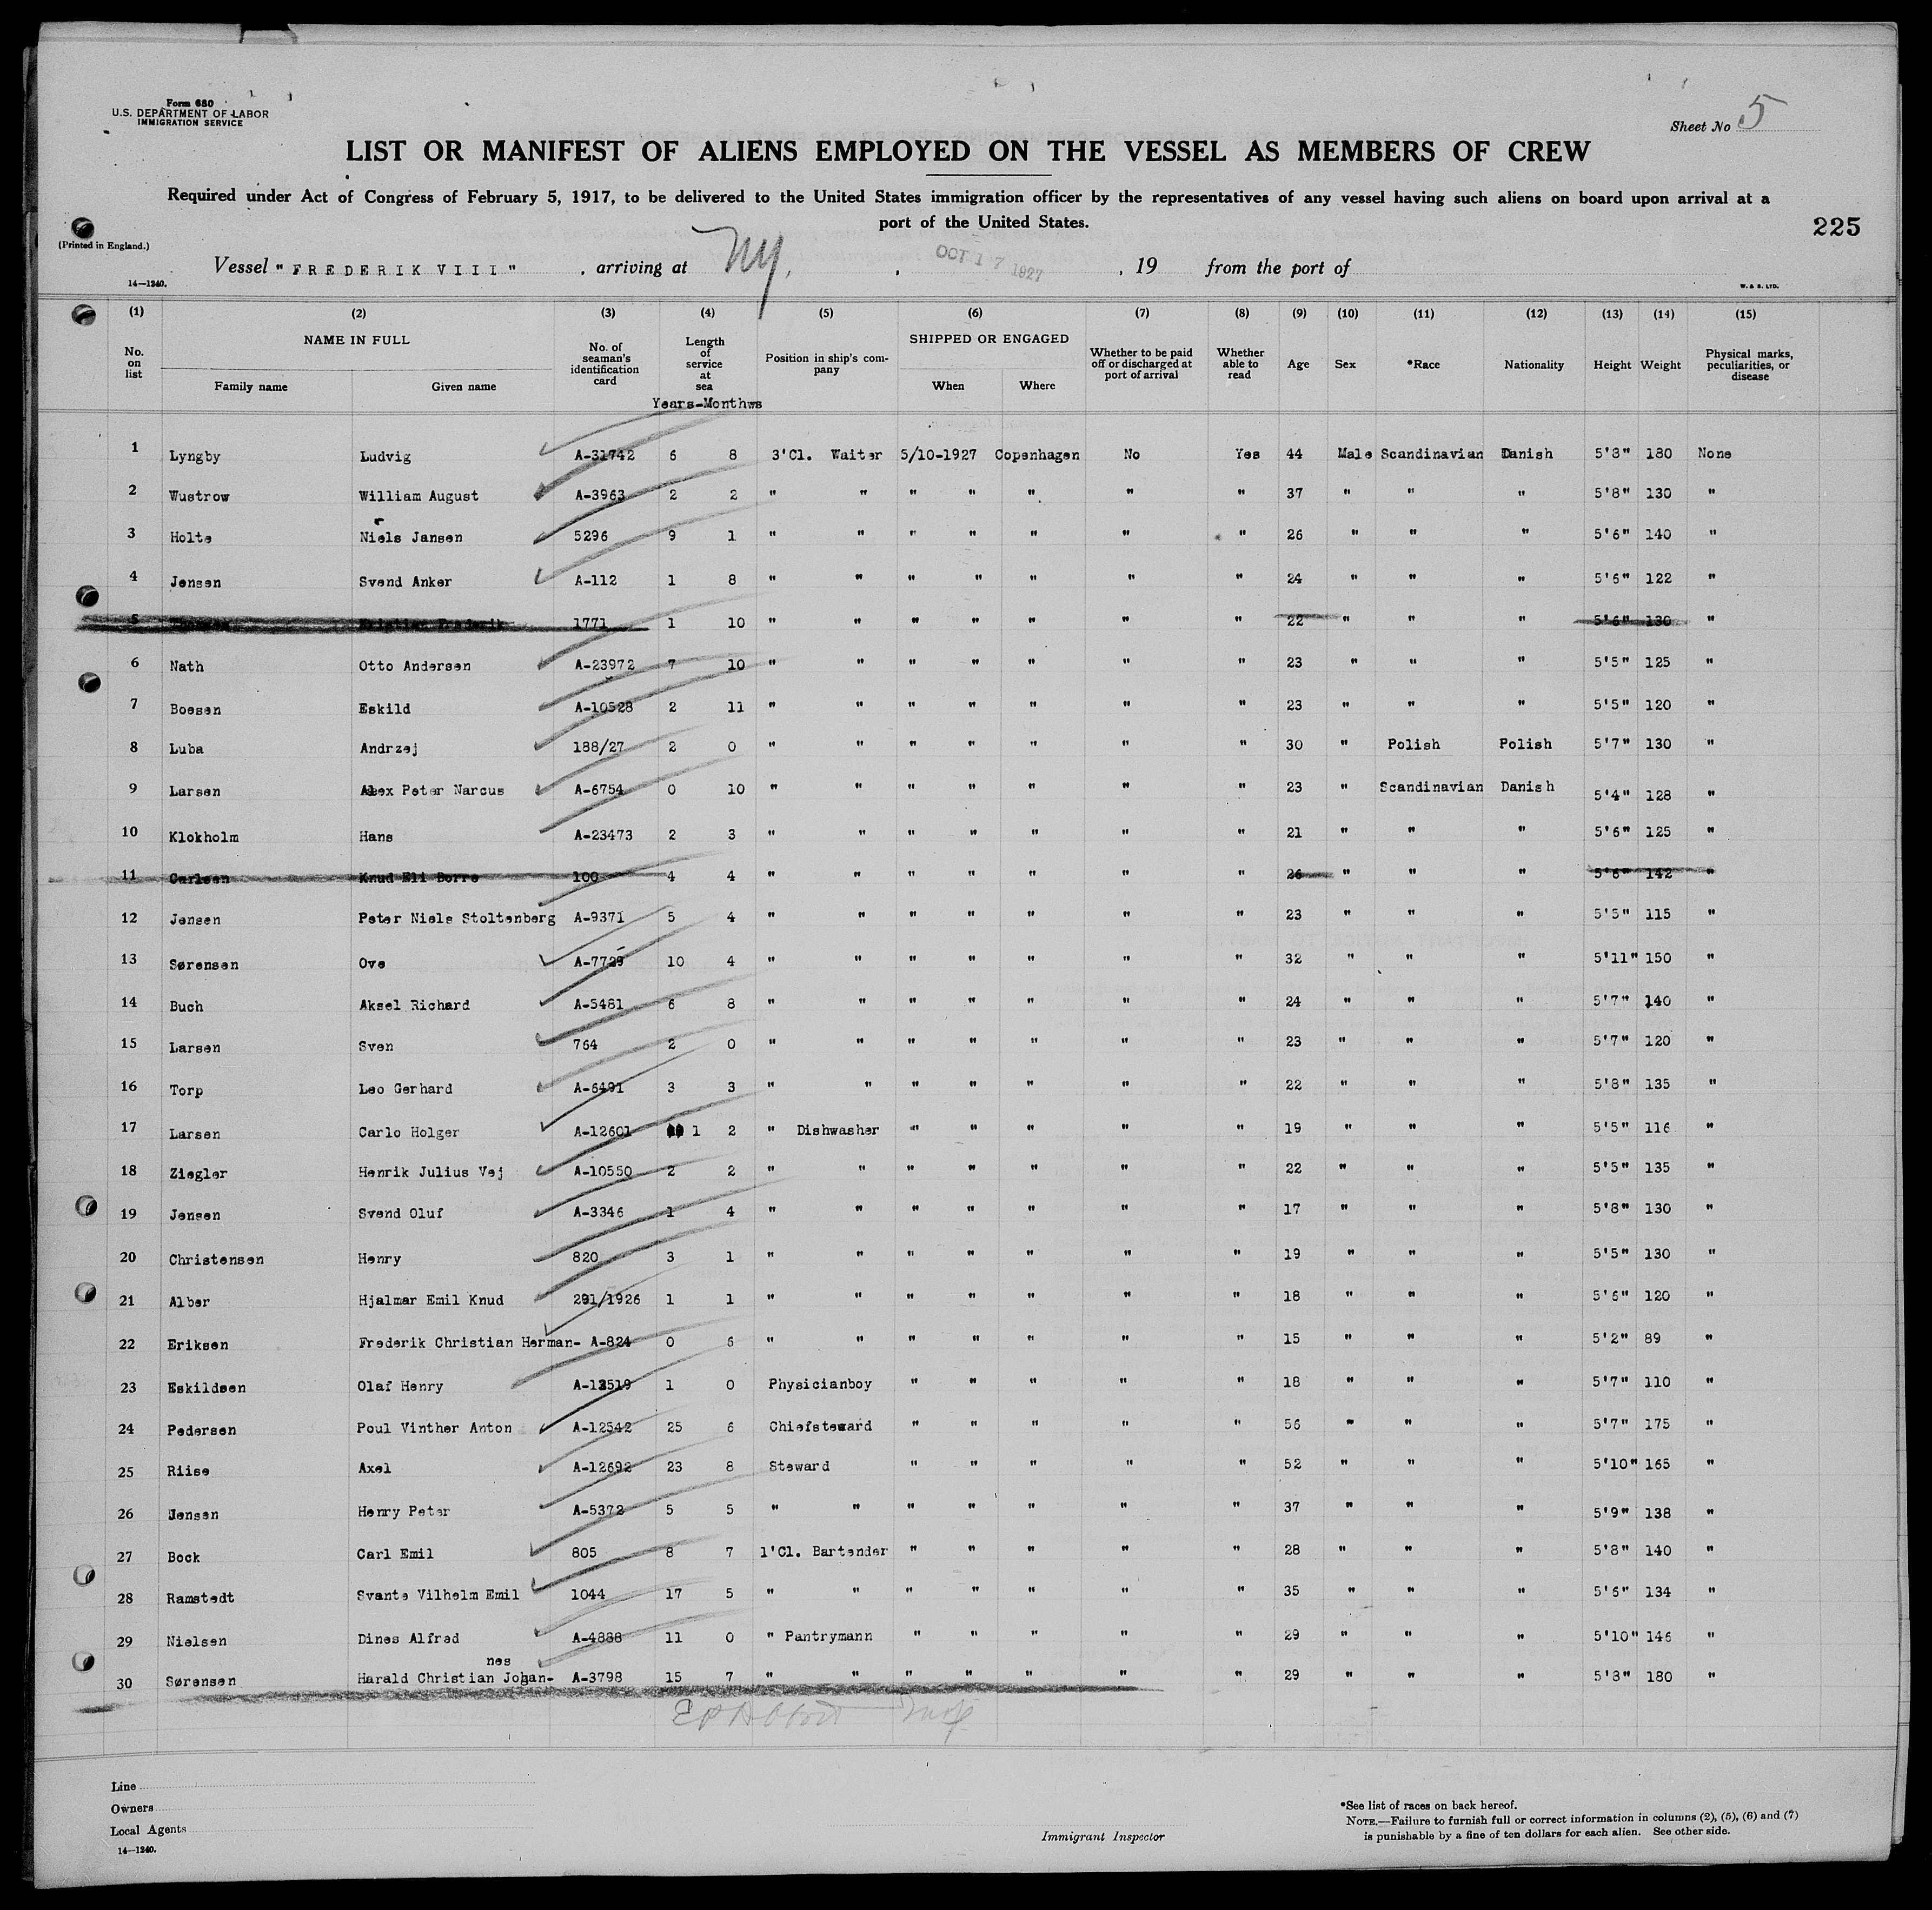 Form 680
U.S. DEPARTMENT OF LABOR
IMMIGRATION SERVICE
Sheet No 5
LIST OR MANIFEST OF ALIENS EMPLOYED ON THE VESSEL AS MEMBERS OF CREW
Required under Act of Congress of February 5, 1917, to be delivered to the United States immigration officer by the representatives of any vessel having such aliens on board upon arrival at a
port of the United States.
225
(Printed in England.)
Vessel "FREDERIK VIII", arriving at NY, , OCT 17 1927, 19 from the port of
14—1240.
W. & S. LTD.
(1) (2) (3) (4) (5) (6) (7) (8) (9) (10) (11) (12) (13) (14) (15)
No. on list NAME IN FULL Family name Given name No. of seaman's identification card Length of service at sea Position in ship's company SHIPPED OR ENGAGED When Where Whether to be paid off or discharged at port of arrival Whether able to read Age Sex *Race Nationality Height Weight Physical marks, peculiarities, or disease
Years-Monthws
1 Lyngby Ludvig A-31742 6 8 3'Cl. Waiter 5/10-1927 Copenhagen No Yes 44 Male Scandinavian Danish 5'8" 180 None
2 Wustrow William August A-3963 2 2 " " " " " " " 37 " " " 5'8" 130 "
3 Holte Niels Jansen 5296 9 1 " " " " " " " 26 " " " 5'6" 140 "
4 Jensen Svend Anker A-112 1 8 " " " " " " " 24 " " " 5'6" 122 "
5 Kristian Frederik 1771 1 10 " " " " " " " 22 " " " 5'6" 130 "
6 Nath Otto Andersen A-23972 7 10 " " " " " " " 23 " " " 5'5" 125 "
7 Boesen Eskild A-10528 2 11 " " " " " " " 23 " " " 5'5" 120 "
8 Luba Andrzej 188/27 2 0 " " " " " " " 30 " Polish Polish 5'7" 130 "
9 Larsen Alex Peter Narcus A-6754 0 10 " " " " " " " 23 " Scandinavian Danish 5'4" 128 "
10 Klokholm Hans A-23473 2 3 " " " " " " " 21 " " " 5'6" 125 "
11 Carlsen Knud Eli Borre 100 4 4 " " " " " " " 26 " " " 5'6" 142 "
12 Jensen Peter Niels Stoltenberg A-9371 5 4 " " " " " " " 23 " " " 5'5" 115 "
13 Sørensen Ove A-7729 10 4 " " " " " " " 32 " " " 5'11" 150 "
14 Buch Aksel Richard A-5481 6 8 " " " " " " " 24 " " " 5'7" 140 "
15 Larsen Sven 764 2 0 " " " " " " " 23 " " " 5'7" 120 "
16 Torp Leo Gerhard A-6491 3 3 " " " " " " " 22 " " " 5'8" 135 "
17 Larsen Carlo Holger A-12601 1 2 " Dishwasher " " " " " 19 " " " 5'5" 116 "
18 Ziegler Henrik Julius Vej A-10550 2 2 " " " " " " " 22 " " " 5'5" 135 "
19 Jensen Svend Oluf A-3346 1 4 " " " " " " " 17 " " " 5'8" 130 "
20 Christensen Henry 820 3 1 " " " " " " " 19 " " " 5'5" 130 "
21 Alber Hjalmar Emil Knud 291/1926 1 1 " " " " " " " 18 " " " 5'6" 120 "
22 Eriksen Frederik Christian Herman- A-824 0 6 " " " " " " " 15 " " " 5'2" 89 "
23 Eskildsen Olaf Henry A-12519 1 0 Physicianboy " " " " " 18 " " " 5'7" 110 "
24 Pedersen Poul Vinther Anton A-12542 25 6 Chiefsteward " " " " " 56 " " " 5'7" 175 "
25 Riise Axel A-12692 23 8 Steward " " " " " 52 " " " 5'10" 165 "
26 Jensen Henry Peter A-5372 5 5 " " " " " " " 37 " " " 5'9" 138 "
27 Bock Carl Emil 805 8 7 1'Cl. Bartender " " " " " 28 " " " 5'8" 140 "
28 Ramstedt Svante Vilhelm Emil 1044 17 5 " " " " " " " 35 " " " 5'6" 134 "
29 Nielsen Dines Alfred A-4888 11 0 " Pantrymann " " " " " 29 " " " 5'10" 146 "
nes
30 Sørensen Harald Christian Johan- A-3798 15 7 " " " " " " " 29 " " " 5'8" 180 "
Line
Owners
Local Agents
14—1240.
Immigrant Inspector
*See list of races on back hereof.
NOTE.—Failure to furnish full or correct information in columns (2), (5), (6) and (7)
is punishable by a fine of ten dollars for each alien. See other side.